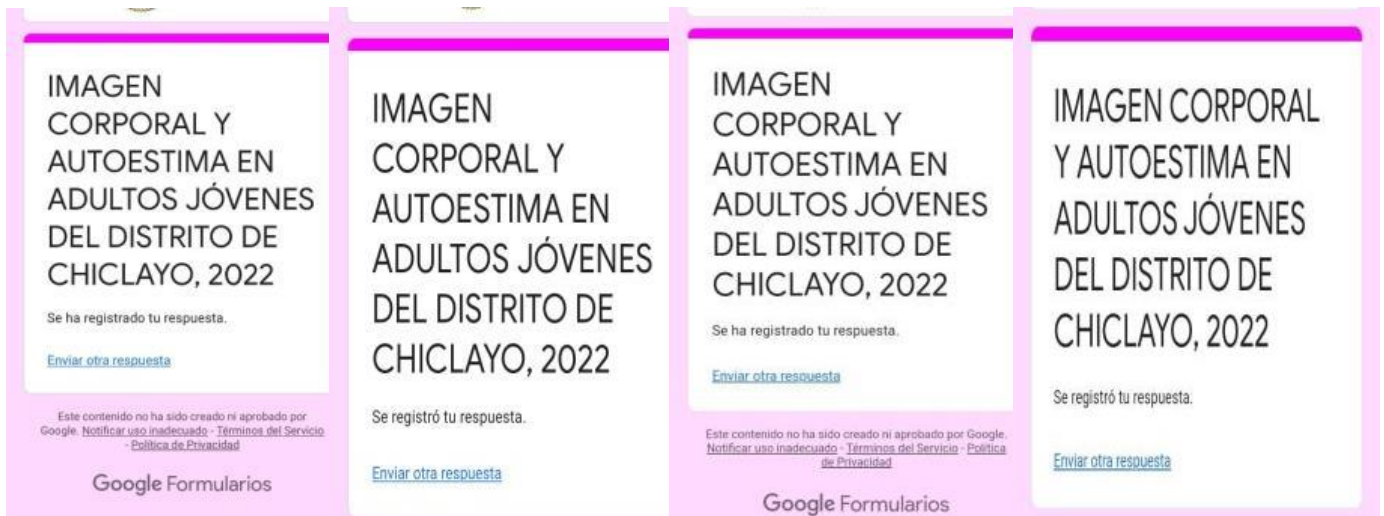 IMAGEN
CORPORAL Y
AUTOESTIMA EN
ADULTOS JÓVENES
DEL DISTRITO DE
CHICLAYO, 2022
Se ha registrado tu respuesta.
Enviar otra respuesta
Este contenido no ha sido creado ni aprobado por
Google. Notificar uso inadecuado - Términos del Servicio
- Política de Privacidad
Google Formularios
IMAGEN
CORPORAL Y
AUTOESTIMA EN
ADULTOS JÓVENES
DEL DISTRITO DE
CHICLAYO, 2022
Se registró tu respuesta.
Enviar otra respuesta
IMAGEN
CORPORAL Y
AUTOESTIMA EN
ADULTOS JÓVENES
DEL DISTRITO DE
CHICLAYO, 2022
Se ha registrado tu respuesta.
Enviar otra respuesta
Este contenido no ha sido creado ni aprobado por Google.
Notificar uso inadecuado - Términos del Servicio - Política
de Privacidad
Google Formularios
IMAGEN CORPORAL
Y AUTOESTIMA EN
ADULTOS JÓVENES
DEL DISTRITO DE
CHICLAYO, 2022
Se registró tu respuesta.
Enviar otra respuesta